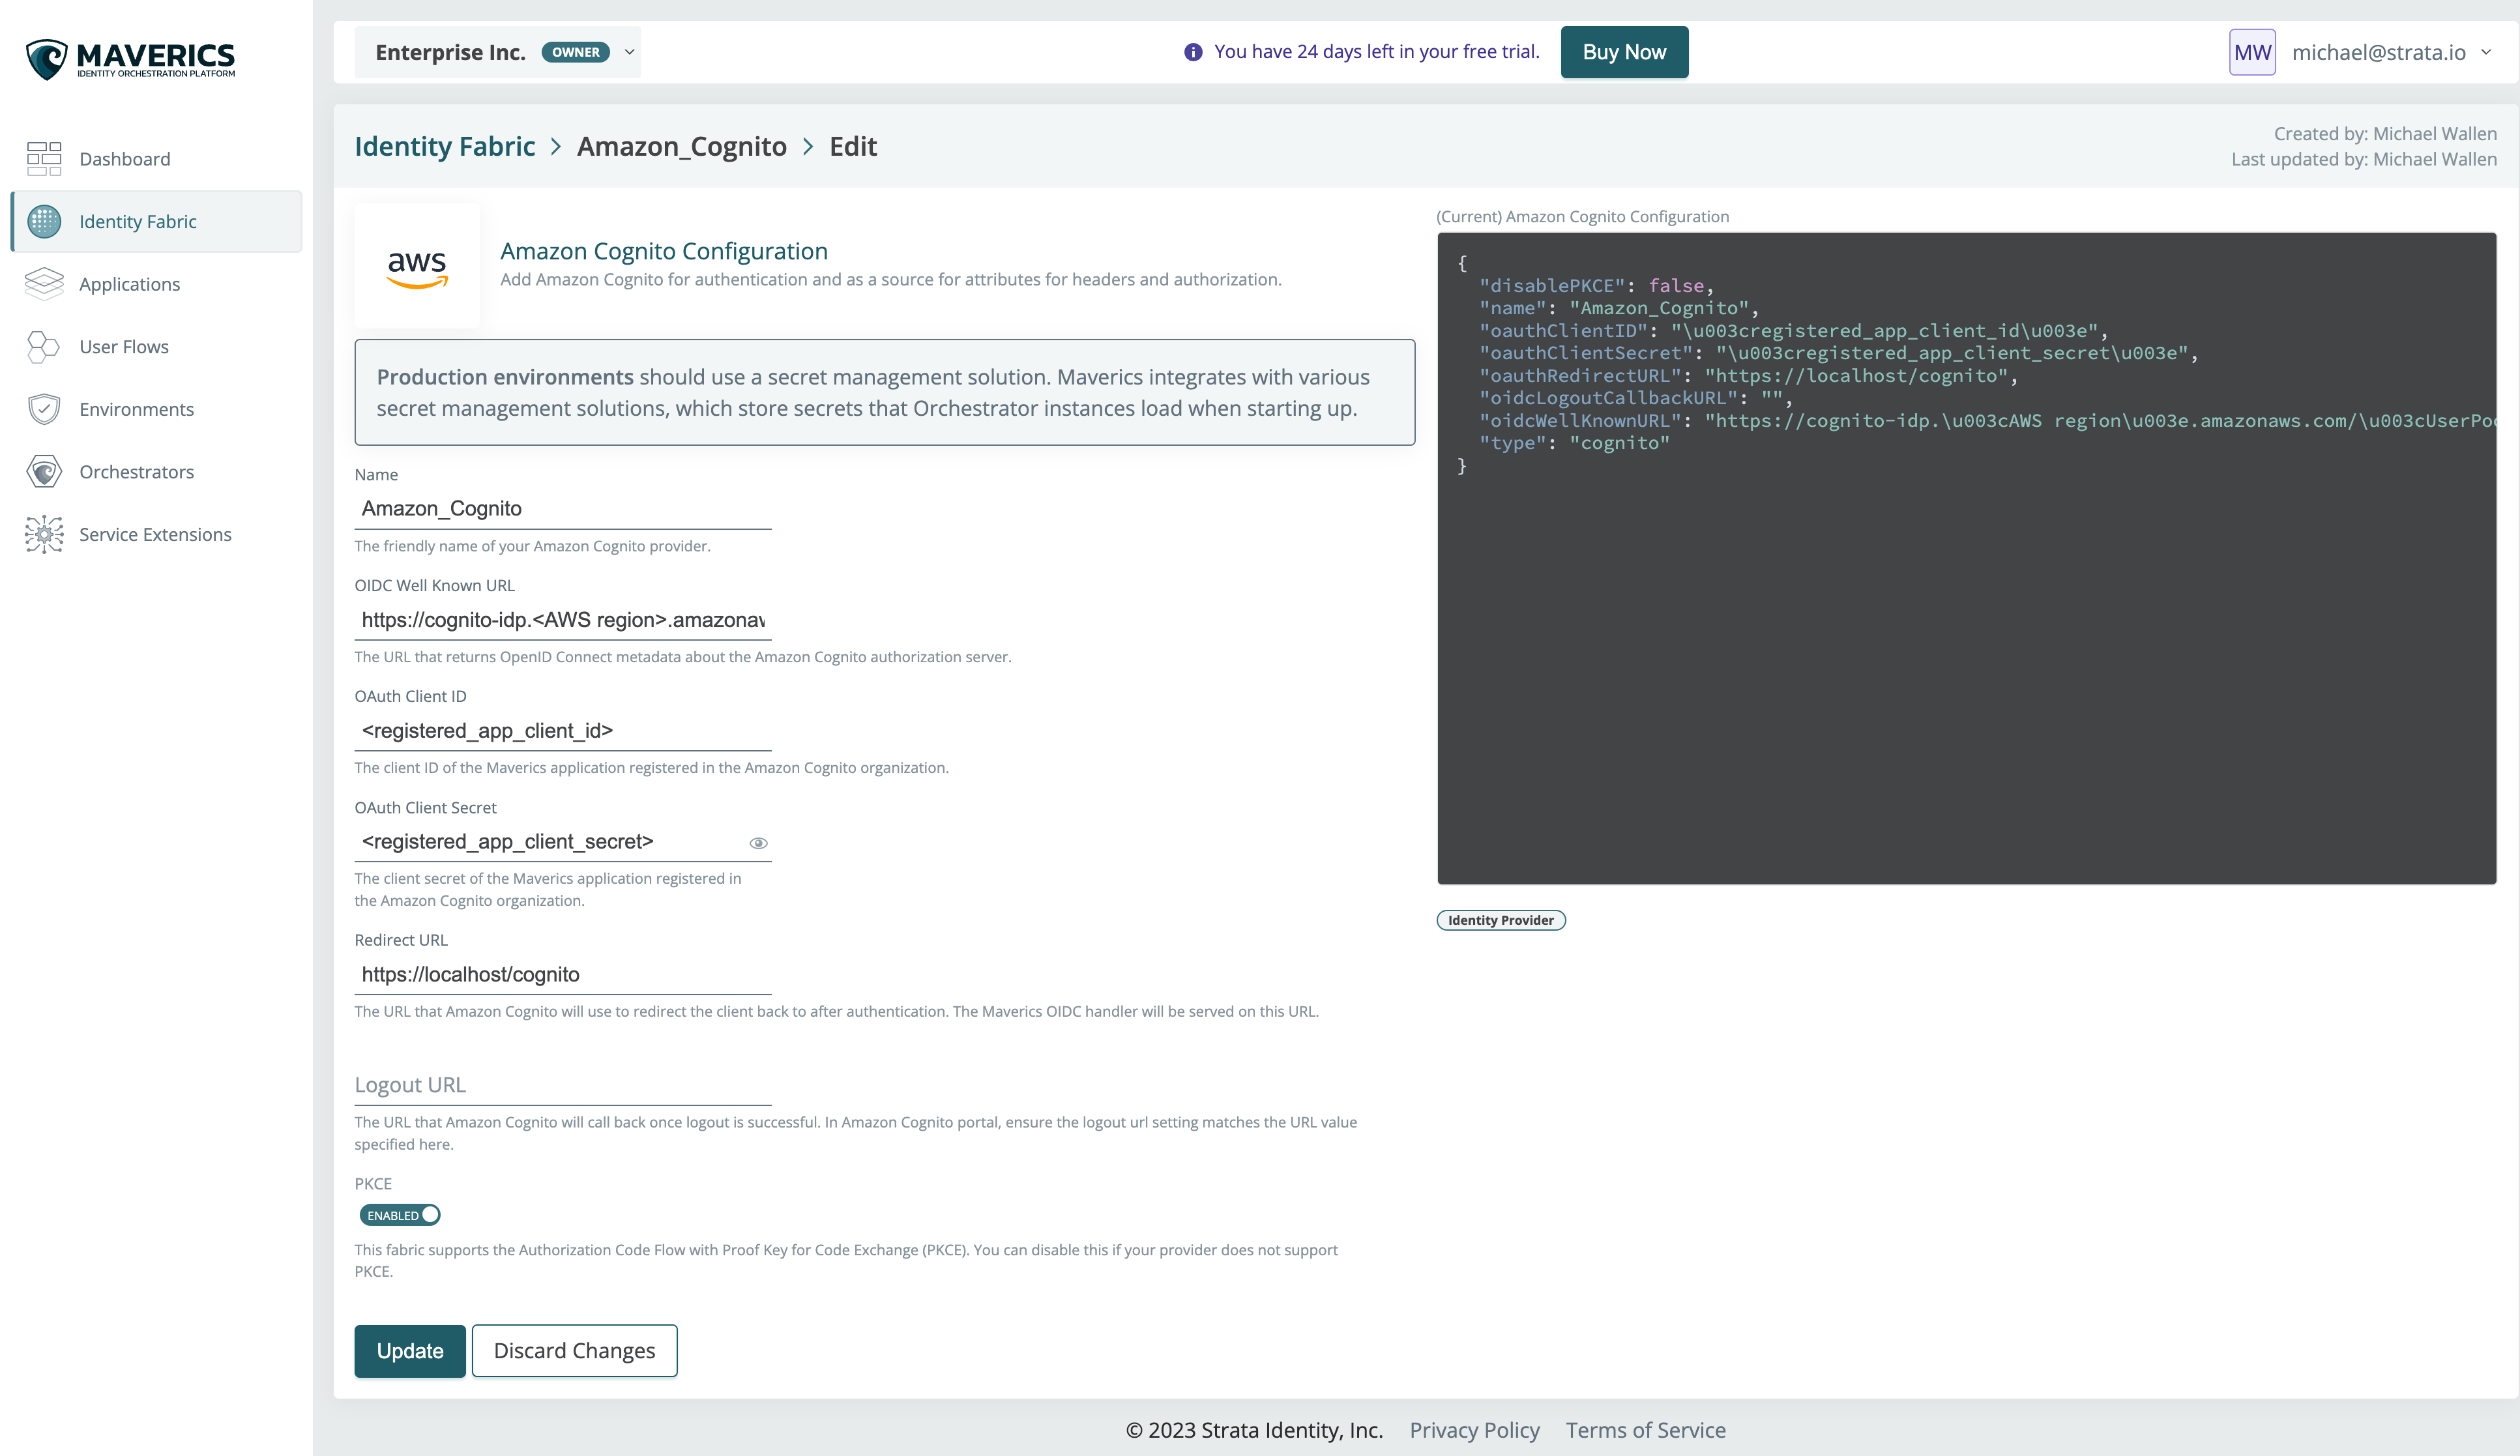 MAVERICS
IDENTITY ORCHESTRATION PLATFORM
Dashboard
Identity Fabric
Applications
User Flows
Environments
Orchestrators
Service Extensions
Enterprise Inc. OWNER
You have 24 days left in your free trial.
Buy Now
MW michael@strata.io
Identity Fabric > Amazon_Cognito > Edit
Created by: Michael Wallen
Last updated by: Michael Wallen
aws
Amazon Cognito Configuration
Add Amazon Cognito for authentication and as a source for attributes for headers and authorization.
Production environments should use a secret management solution. Maverics integrates with various
secret management solutions, which store secrets that Orchestrator instances load when starting up.
Name
Amazon_Cognito
The friendly name of your Amazon Cognito provider.
OIDC Well Known URL
https://cognito-idp.<AWS region>.amazonaw
The URL that returns OpenID Connect metadata about the Amazon Cognito authorization server.
OAuth Client ID
<registered_app_client_id>
The client ID of the Maverics application registered in the Amazon Cognito organization.
OAuth Client Secret
<registered_app_client_secret>
The client secret of the Maverics application registered in
the Amazon Cognito organization.
Redirect URL
https://localhost/cognito
The URL that Amazon Cognito will use to redirect the client back to after authentication. The Maverics OIDC handler will be served on this URL.
Logout URL
The URL that Amazon Cognito will call back once logout is successful. In Amazon Cognito portal, ensure the logout url setting matches the URL value
specified here.
PKCE
ENABLED
This fabric supports the Authorization Code Flow with Proof Key for Code Exchange (PKCE). You can disable this if your provider does not support
PKCE.
Update
Discard Changes
(Current) Amazon Cognito Configuration
{
"disablePKCE": false,
"name": "Amazon_Cognito",
"oauthClientID": "\u003cregistered_app_client_id\u003e",
"oauthClientSecret": "\u003cregistered_app_client_secret\u003e",
"oauthRedirectURL": "https://localhost/cognito",
"oidcLogoutCallbackURL": "",
"oidcWellKnownURL": "https://cognito-idp.\u003cAWS region\u003e.amazonaws.com/\u003cUserPoo
"type": "cognito"
}
Identity Provider
© 2023 Strata Identity, Inc. Privacy Policy Terms of Service